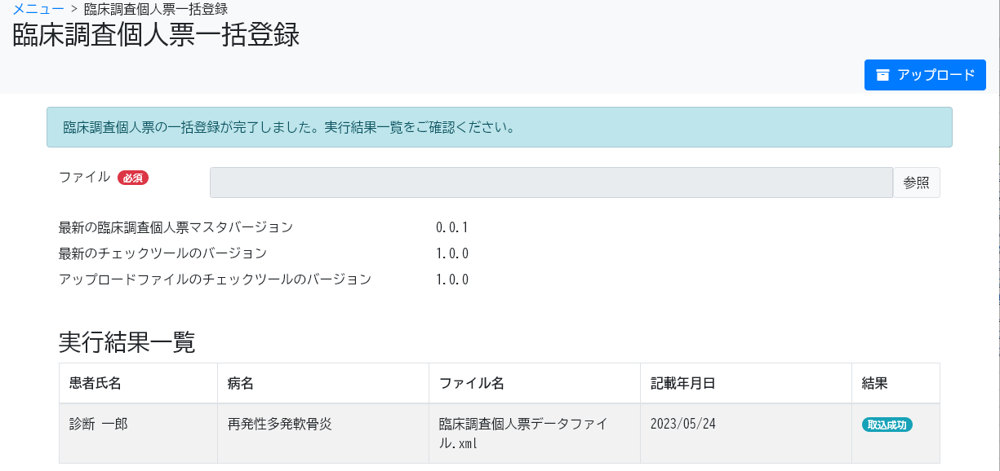 メニュー > 臨床調査個人票一括登録
臨床調査個人票一括登録
アップロード
臨床調査個人票の一括登録が完了しました。実行結果一覧をご確認ください。
ファイル 必須
参照
最新の臨床調査個人票マスタバージョン 0.0.1
最新のチェックツールのバージョン 1.0.0
アップロードファイルのチェックツールのバージョン 1.0.0
実行結果一覧
患者氏名 病名 ファイル名 記載年月日 結果
診断 一郎 再発性多発軟骨炎 臨床調査個人票データファイ 2023/05/24 取込成功
ル.xml